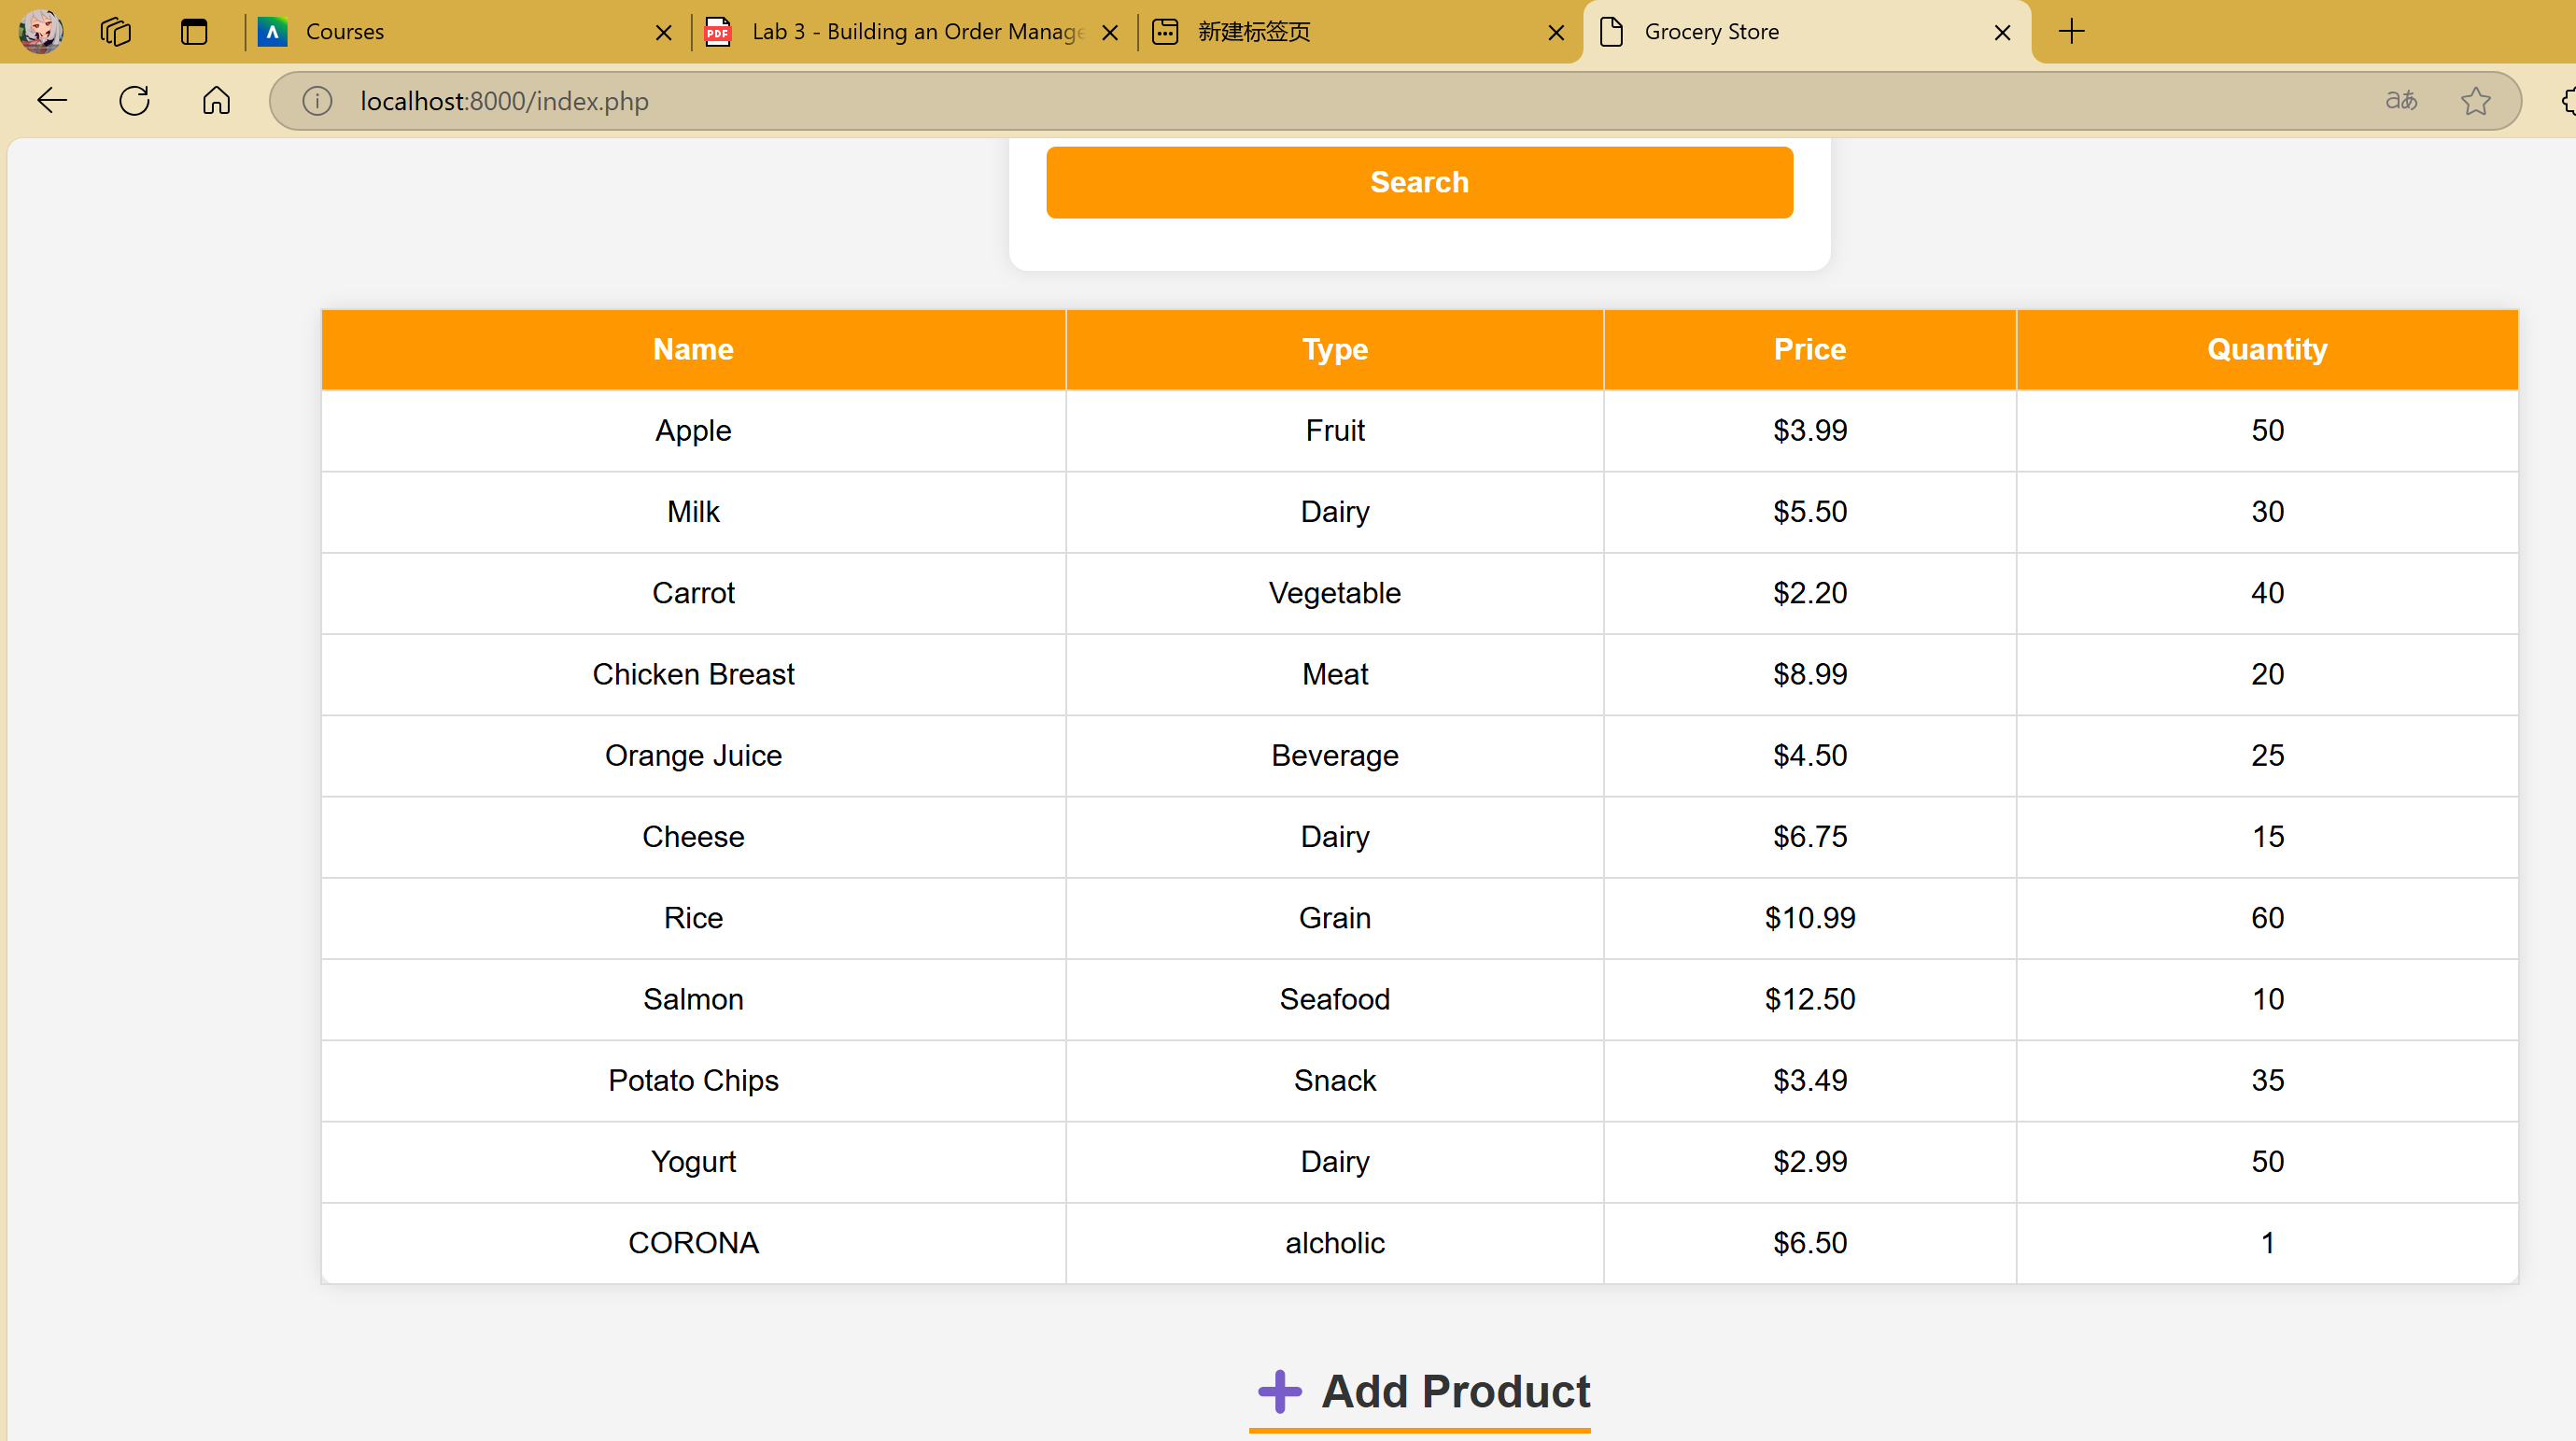 Courses
Lab 3 - Building an Order Manage
新建标签页
Grocery Store
localhost:8000/index.php
aあ
Search
Name Type Price Quantity
Apple Fruit $3.99 50
Milk Dairy $5.50 30
Carrot Vegetable $2.20 40
Chicken Breast Meat $8.99 20
Orange Juice Beverage $4.50 25
Cheese Dairy $6.75 15
Rice Grain $10.99 60
Salmon Seafood $12.50 10
Potato Chips Snack $3.49 35
Yogurt Dairy $2.99 50
CORONA alcholic $6.50 1
Add Product